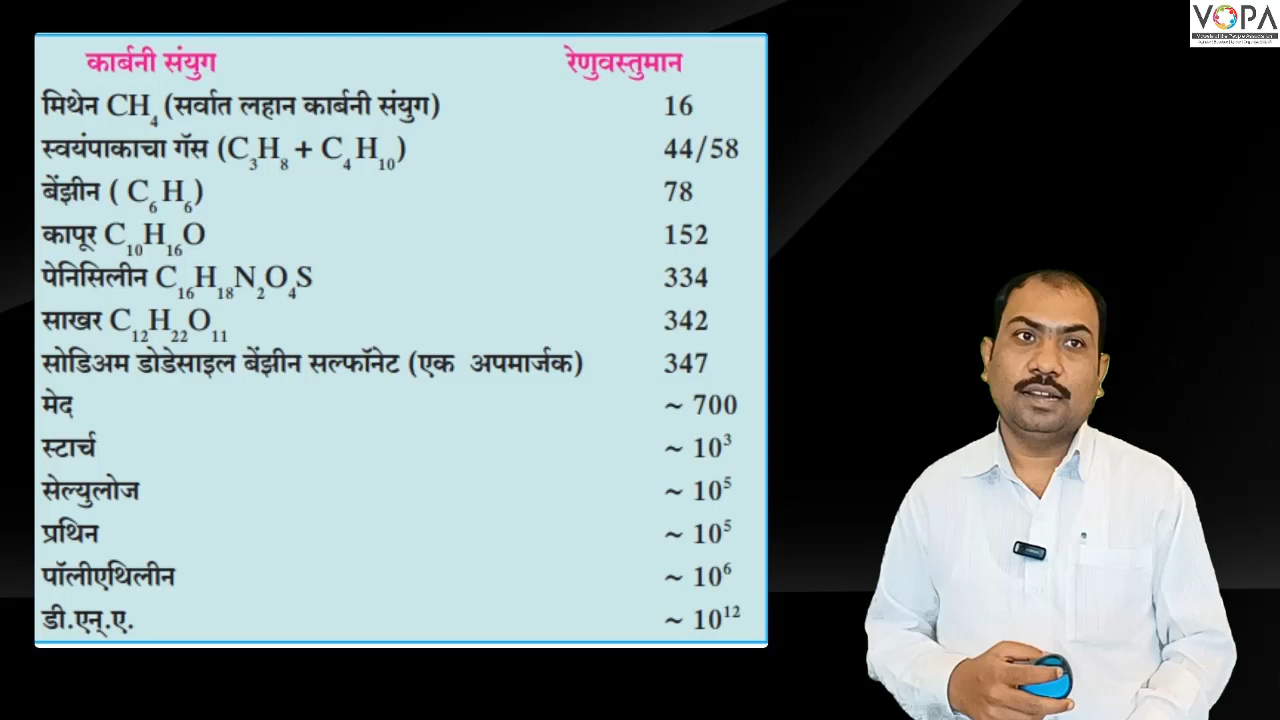 VOPA
कार्बनी संयुग रेणुवस्तुमान
मिथेन CH₄ (सर्वात लहान कार्बनी संयुग) 16
स्वयंपाकाचा गॅस (C₃H₈ + C₄H₁₀) 44/58
बेंझीन ( C₆H₆) 78
कापूर C₁₀H₁₆O 152
पेनिसिलीन C₁₆H₁₈N₂O₄S 334
साखर C₁₂H₂₂O₁₁ 342
सोडिअम डोडेसाइल बेंझीन सल्फॉनेट (एक अपमार्जक) 347
मेद ~ 700
स्टार्च ~ 10³
सेल्युलोज ~ 10⁵
प्रथिन ~ 10⁵
पॉलीएथिलीन ~ 10⁶
डी.एन्.ए. ~ 10¹²